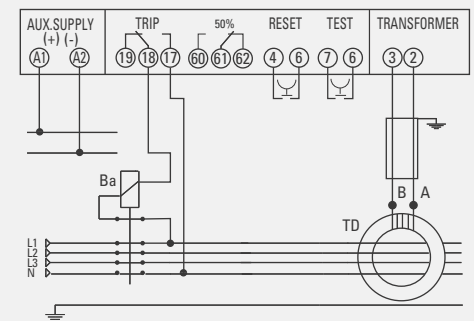 AUX.SUPPLY TRIP 50% RESET TEST TRANSFORMER
(+) (-)
A1 A2 19 18 17 60 61 62 4 6 7 6 3 2
Ba
B A
TD
L1
L2
L3
N